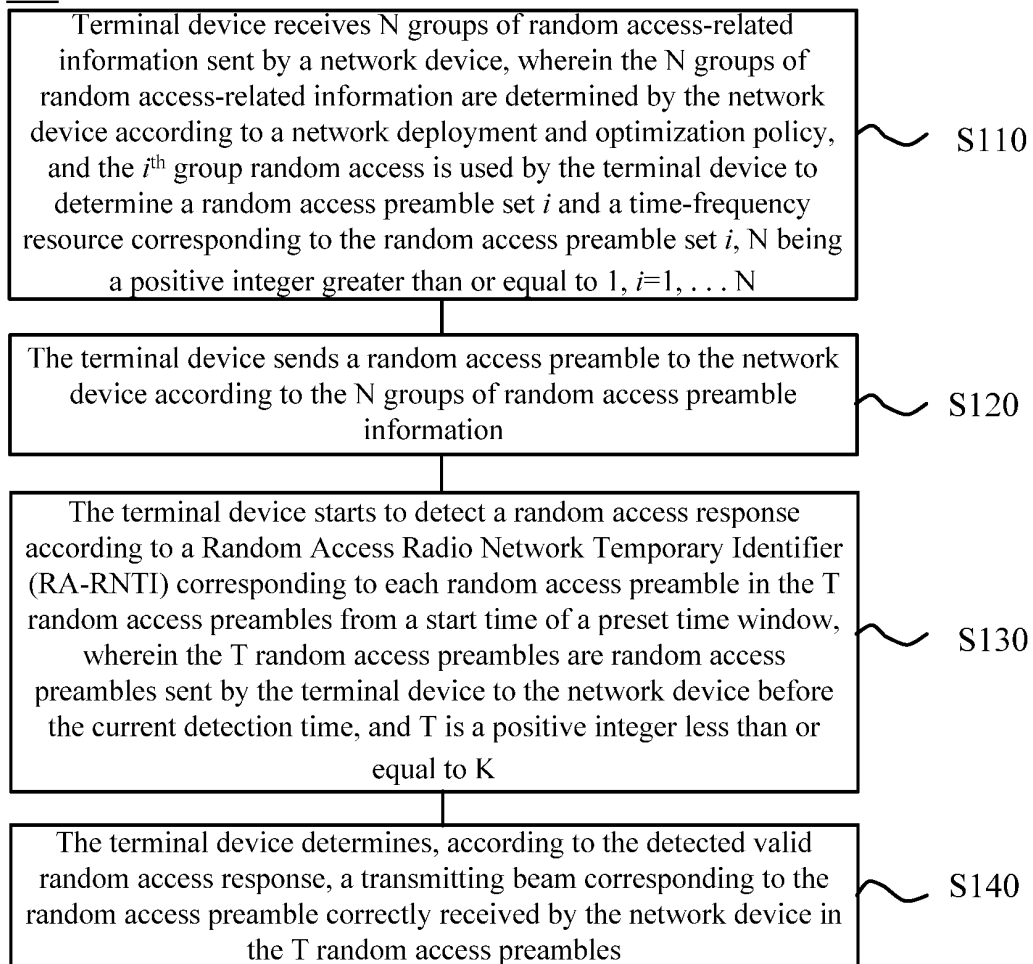 Terminal device receives N groups of random access-related
information sent by a network device, wherein the N groups of
random access-related information are determined by the network
device according to a network deployment and optimization policy,
and the iᵗʰ group random access is used by the terminal device to
determine a random access preamble set i and a time-frequency
resource corresponding to the random access preamble set i, N being
a positive integer greater than or equal to 1, i=1, . . . N
S110
The terminal device sends a random access preamble to the network
device according to the N groups of random access preamble
information
S120
The terminal device starts to detect a random access response
according to a Random Access Radio Network Temporary Identifier
(RA-RNTI) corresponding to each random access preamble in the T
random access preambles from a start time of a preset time window,
wherein the T random access preambles are random access
preambles sent by the terminal device to the network device before
the current detection time, and T is a positive integer less than or
equal to K
S130
The terminal device determines, according to the detected valid
random access response, a transmitting beam corresponding to the
random access preamble correctly received by the network device in
the T random access preambles
S140